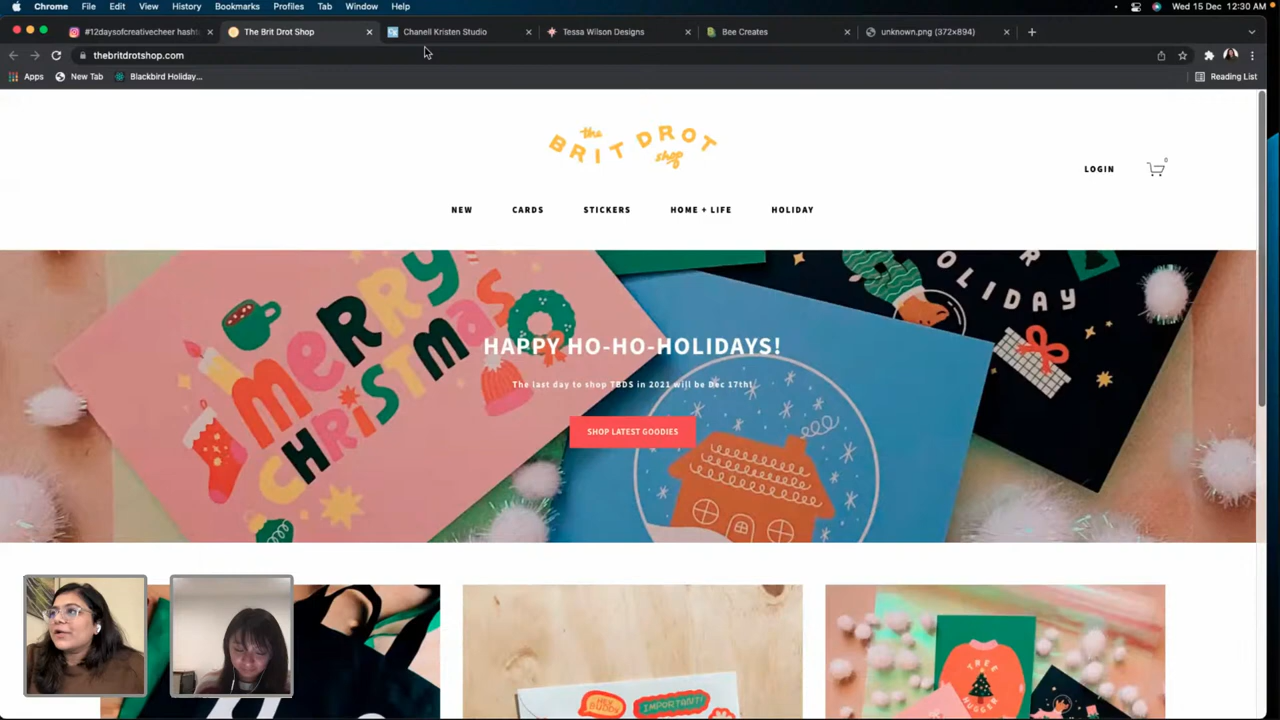 Chrome File Edit View History Bookmarks Profiles Tab Window Help Wed 15 Dec 12:30 AM
#12daysofcreativecheer hasht The Brit Drot Shop Chanell Kristen Studio Tessa Wilson Designs Bee Creates unknown.png (372×894)
thebritdrotshop.com
Apps New Tab Blackbird Holiday... Reading List
the
BRIT DROT
shop
LOGIN 0
NEW CARDS STICKERS HOME + LIFE HOLIDAY
MERRY
CHRISTMAS
HOLIDAY
HAPPY HO-HO-HOLIDAYS!
The last day to shop TBDS in 2021 will be Dec 17th!
SHOP LATEST GOODIES
HEY
BUDDY
IMPORTANT!
TREE
HUGGER